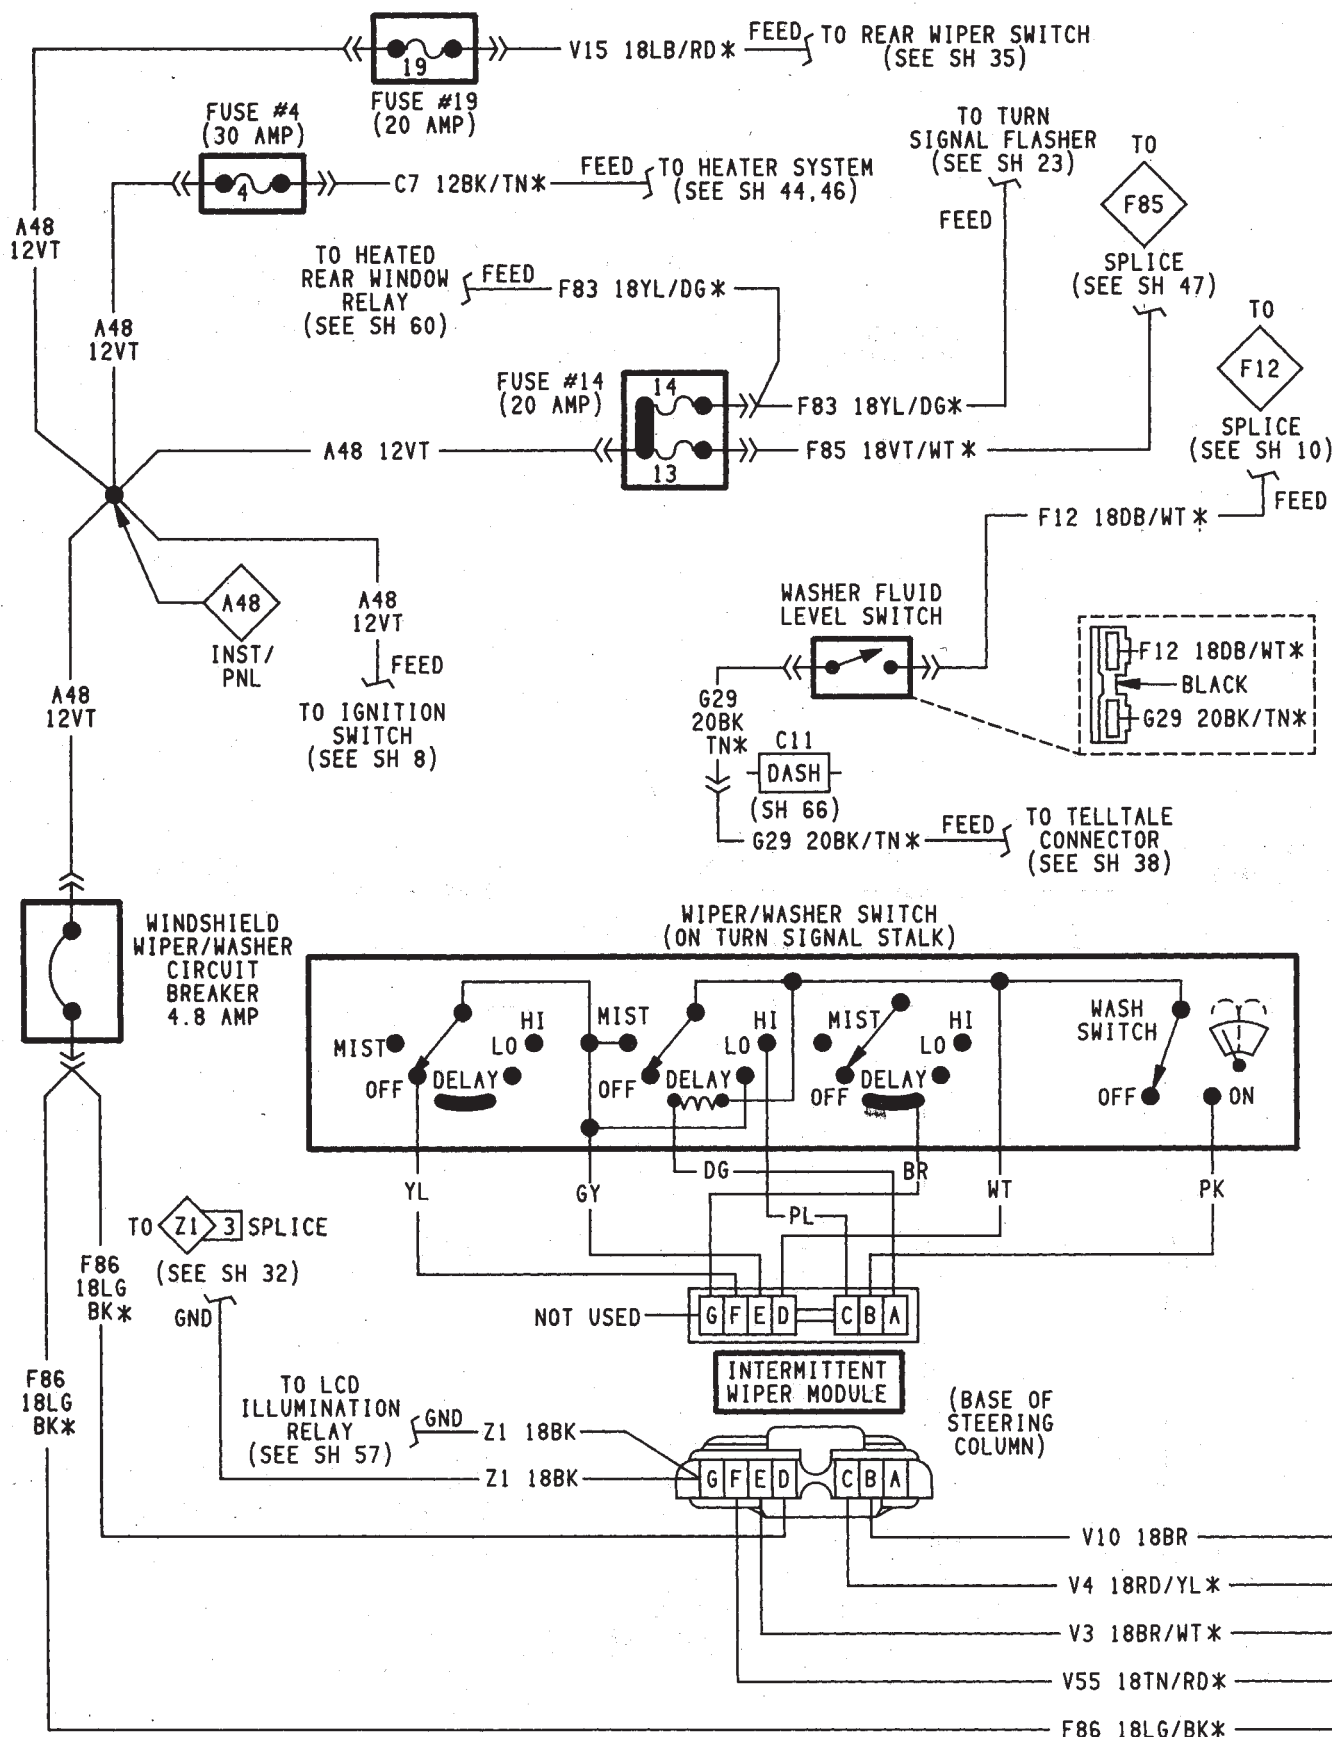 V15 18LB/RD*
FEED
TO REAR WIPER SWITCH
(SEE SH 35)
19
FUSE #19
(20 AMP)
FUSE #4
(30 AMP)
4
C7 12BK/TN*
FEED
TO HEATER SYSTEM
(SEE SH 44,46)
TO TURN
SIGNAL FLASHER
(SEE SH 23)
FEED
TO
F85
SPLICE
(SEE SH 47)
A48
12VT
A48
12VT
TO HEATED
REAR WINDOW
RELAY
(SEE SH 60)
FEED
F83 18YL/DG*
TO
F12
SPLICE
(SEE SH 10)
FEED
FUSE #14
(20 AMP)
14
13
F83 18YL/DG*
A48 12VT
F85 18VT/WT*
F12 18DB/WT*
A48
INST/
PNL
A48
12VT
FEED
TO IGNITION
SWITCH
(SEE SH 8)
A48
12VT
WASHER FLUID
LEVEL SWITCH
F12 18DB/WT*
BLACK
G29 20BK/TN*
G29
20BK
TN*
C11
DASH
(SH 66)
G29 20BK/TN*
FEED
TO TELLTALE
CONNECTOR
(SEE SH 38)
WINDSHIELD
WIPER/WASHER
CIRCUIT
BREAKER
4.8 AMP
WIPER/WASHER SWITCH
(ON TURN SIGNAL STALK)
MIST
HI
LO
OFF
DELAY
MIST
HI
LO
OFF
DELAY
MIST
HI
LO
OFF
DELAY
WASH
SWITCH
OFF
ON
YL
GY
DG
BR
WT
PK
PL
TO
Z1
3
SPLICE
(SEE SH 32)
GND
F86
18LG
BK*
NOT USED
G F E D C B A
INTERMITTENT
WIPER MODULE
(BASE OF
STEERING
COLUMN)
F86
18LG
BK*
TO LCD
ILLUMINATION
RELAY
(SEE SH 57)
GND
Z1 18BK
Z1 18BK
G F E D C B A
V10 18BR
V4 18RD/YL*
V3 18BR/WT*
V55 18TN/RD*
F86 18LG/BK*